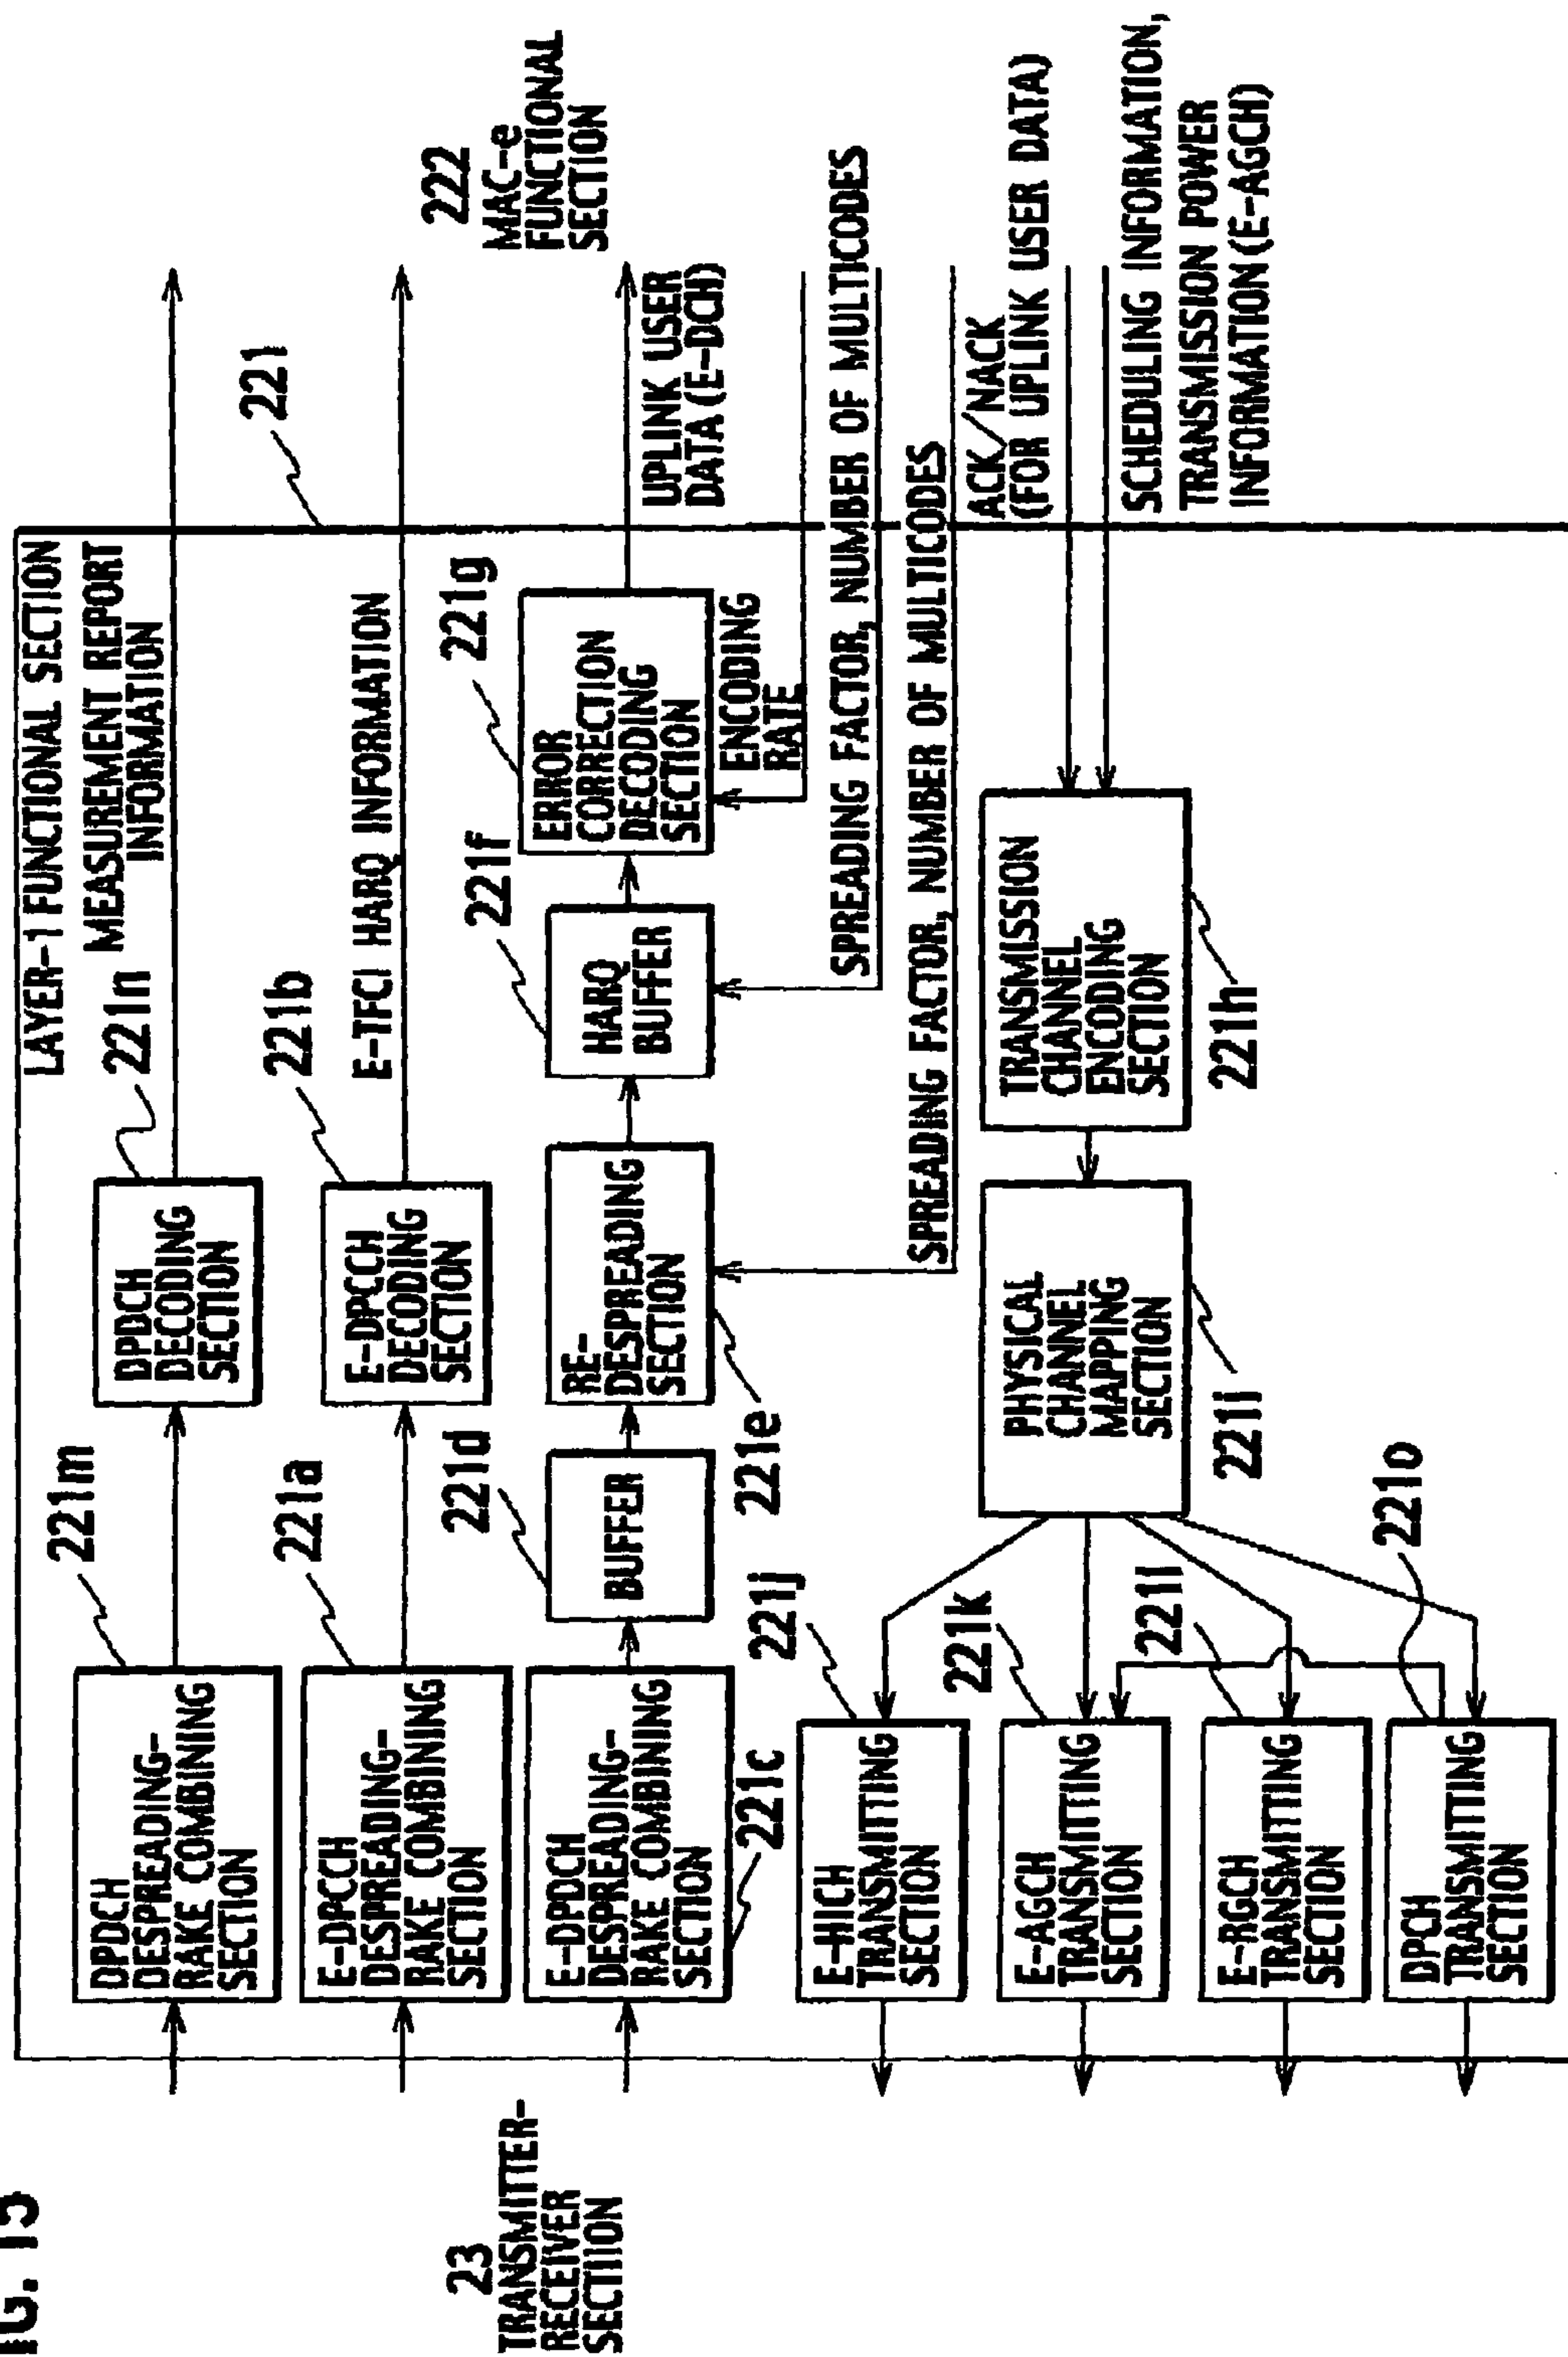 IG. 13
23
TRANSMITTER-
RECEIVER
SECTION
LAYER-1 FUNCTIONAL SECTION
221
222
MAC-e
FUNCTIONAL
SECTION
221m
DPDCH
DESPREADING-
RAKE COMBINING
SECTION
221n
DPDCH
DECODING
SECTION
MEASUREMENT REPORT
INFORMATION
221a
E-DPCCH
DESPREADING-
RAKE COMBINING
SECTION
221b
E-DPCCH
DECODING
SECTION
E-TFCI HARQ INFORMATION
221c
E-DPDCH
DESPREADING-
RAKE COMBINING
SECTION
221d
BUFFER
221e
RE-
DESPREADING
SECTION
221f
HARQ
BUFFER
221g
ERROR
CORRECTION
DECODING
SECTION
UPLINK USER
DATA (E-DCH)
ENCODING
RATE
SPREADING FACTOR, NUMBER OF MULTICODES
SPREADING FACTOR, NUMBER OF MULTICODES
221j
E-HICH
TRANSMITTING
SECTION
221k
E-AGCH
TRANSMITTING
SECTION
221l
E-RGCH
TRANSMITTING
SECTION
221o
DPCH
TRANSMITTING
SECTION
PHYSICAL
CHANNEL
MAPPING
SECTION
221i
TRANSMISSION
CHANNEL
ENCODING
SECTION
221h
ACK/NACK
(FOR UPLINK USER DATA)
SCHEDULING INFORMATION,
TRANSMISSION POWER
INFORMATION (E-AGCH)